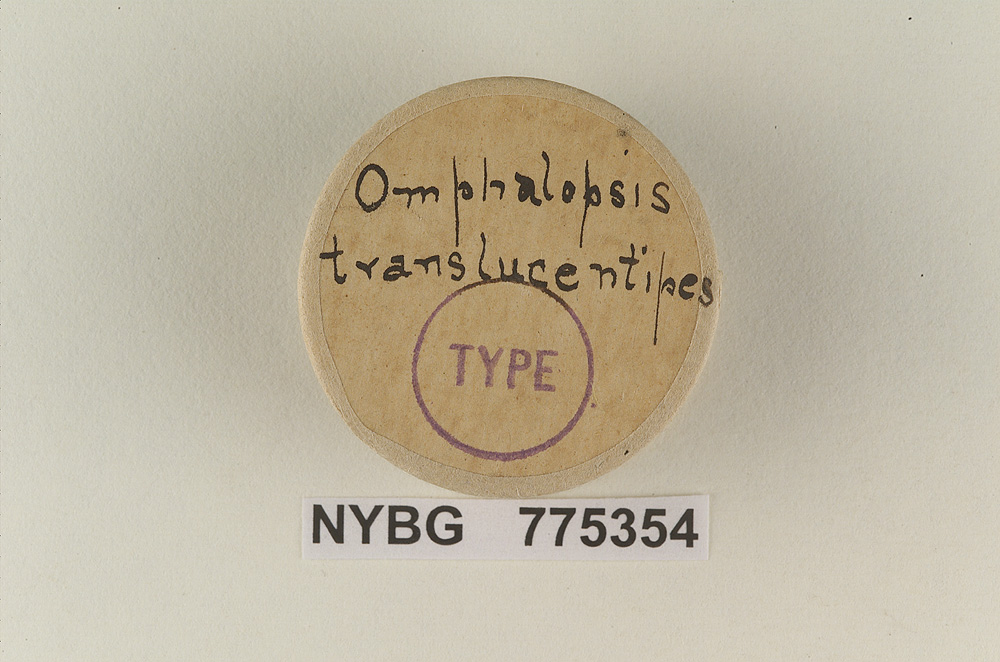 Omphalopsis
translucentipes
TYPE
NYBG 775354